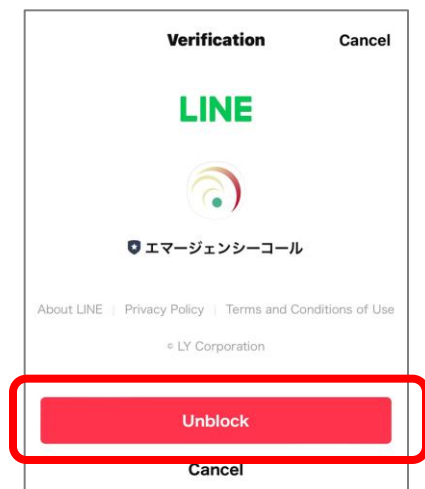 Verification Cancel
LINE
エマージェンシーコール
About LINE | Privacy Policy | Terms and Conditions of Use
© LY Corporation
Unblock
Cancel